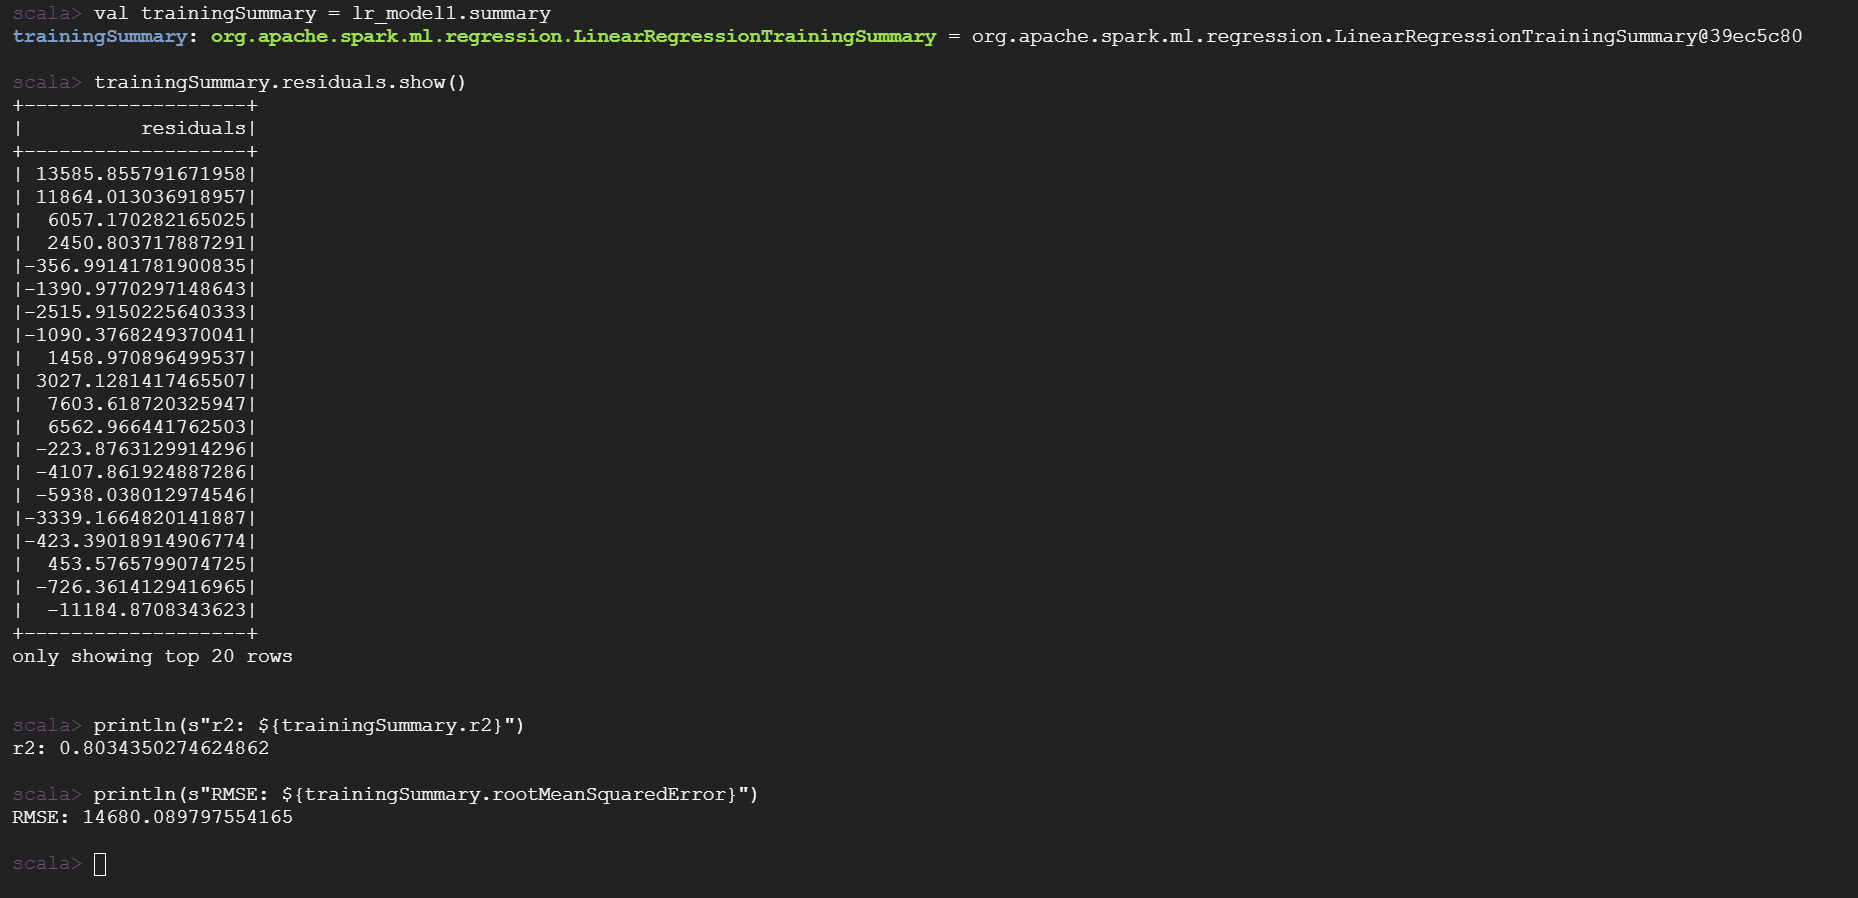 scala> val trainingSummary = lr_model1.summary
trainingSummary: org.apache.spark.ml.regression.LinearRegressionTrainingSummary = org.apache.spark.ml.regression.LinearRegressionTrainingSummary@39ec5c80
scala> trainingSummary.residuals.show()
+-------------------+
|          residuals|
+-------------------+
| 13585.855791671958|
| 11864.013036918957|
|  6057.170282165025|
|  2450.803717887291|
|-356.99141781900835|
|-1390.9770297148643|
|-2515.9150225640333|
|-1090.3768249370041|
|  1458.970896499537|
| 3027.1281417465507|
|  7603.618720325947|
|  6562.966441762503|
| -223.8763129914296|
| -4107.861924887286|
| -5938.038012974546|
|-3339.1664820141887|
|-423.39018914906774|
|  453.5765799074725|
| -726.3614129416965|
|  -11184.8708343623|
+-------------------+
only showing top 20 rows
scala> println(s"r2: ${trainingSummary.r2}")
r2: 0.8034350274624862
scala> println(s"RMSE: ${trainingSummary.rootMeanSquaredError}")
RMSE: 14680.089797554165
scala>